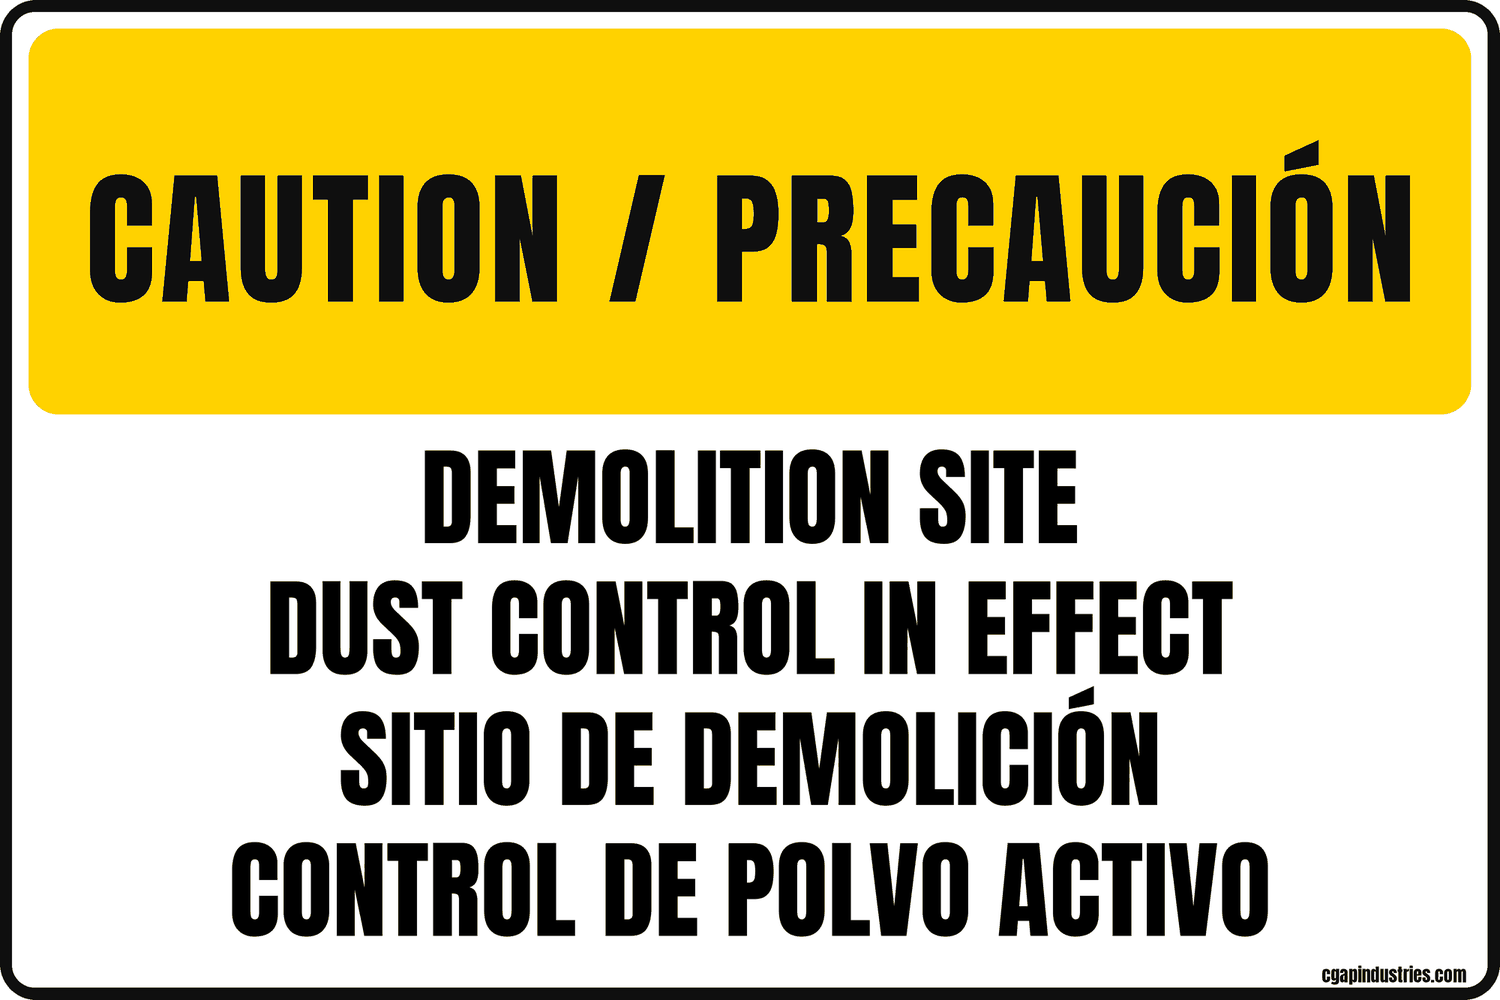 CAUTION / PRECAUCIÓN
DEMOLITION SITE
DUST CONTROL IN EFFECT
SITIO DE DEMOLICIÓN
CONTROL DE POLVO ACTIVO
cgapindustries.com